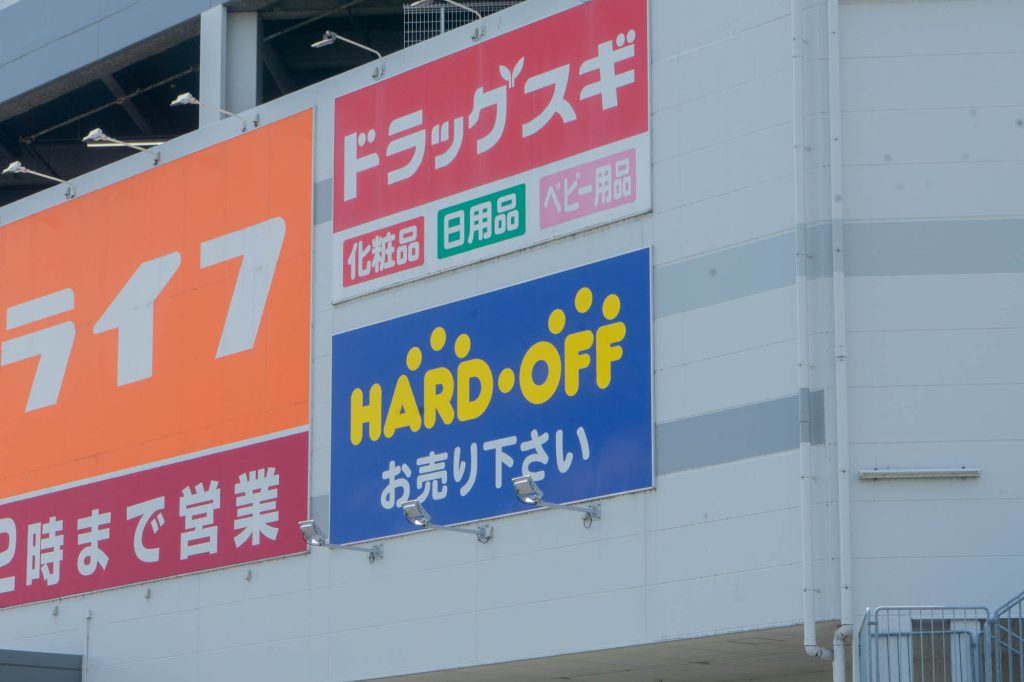 ライフ
2時まで営業
ドラッグスギ
化粧品
日用品
ベビー用品
HARD・OFF
お売り下さい